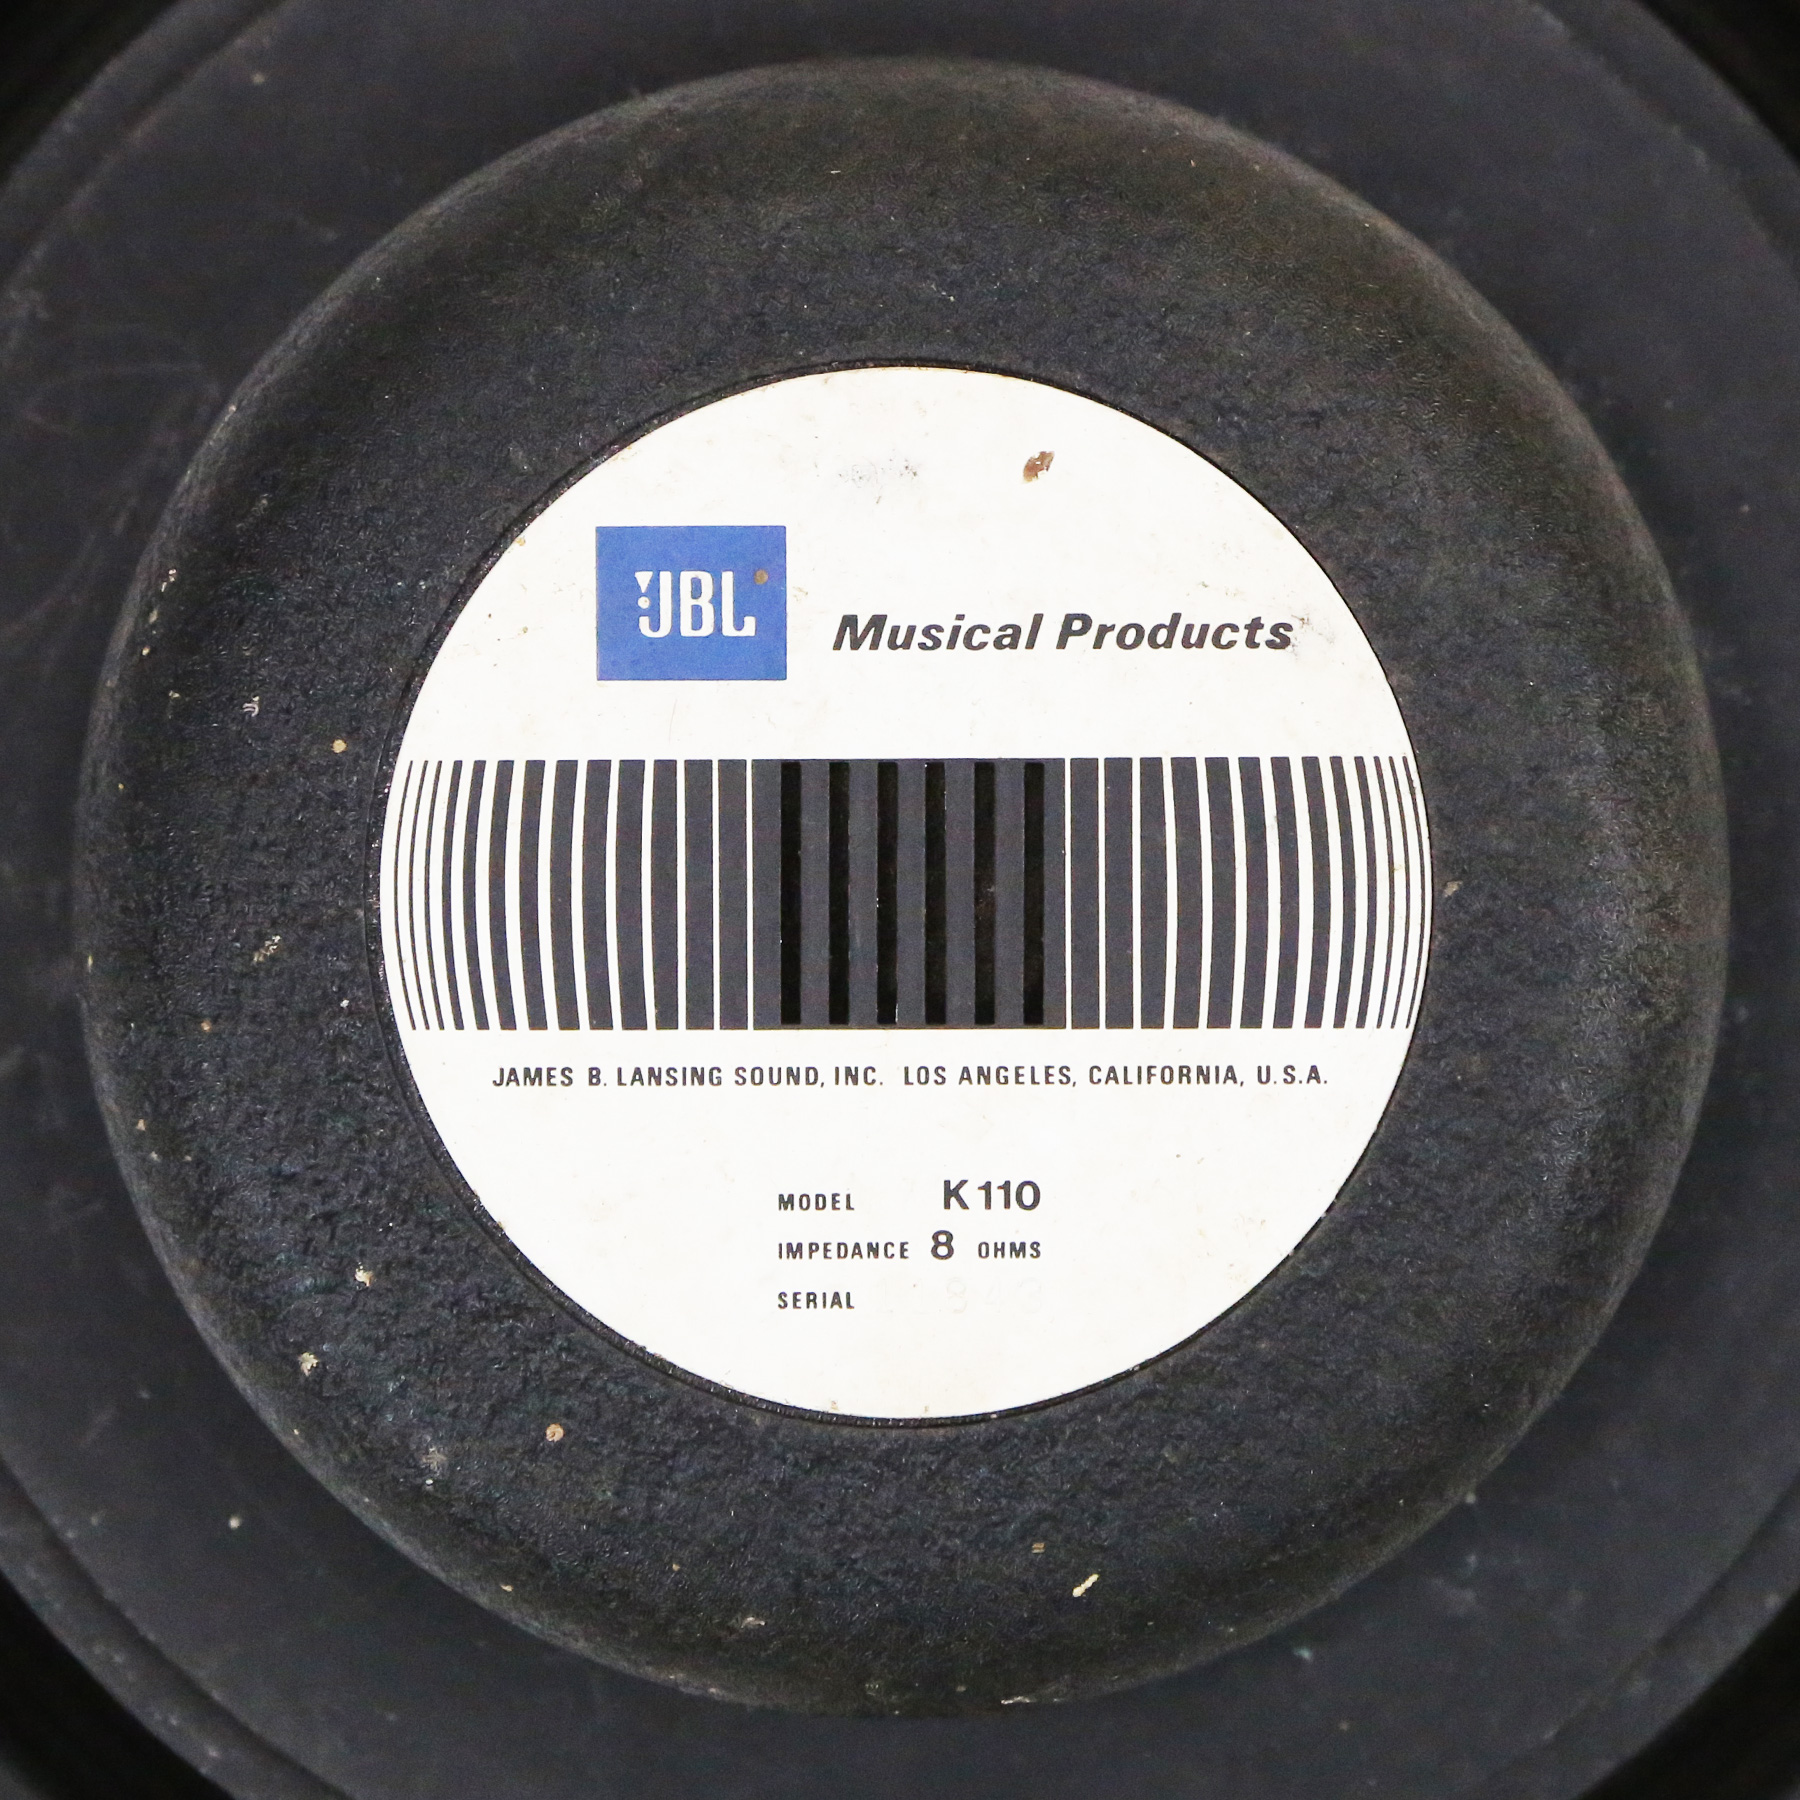 JBL
Musical Products
JAMES B. LANSING SOUND, INC. LOS ANGELES, CALIFORNIA, U.S.A.
MODEL K110
IMPEDANCE 8 OHMS
SERIAL